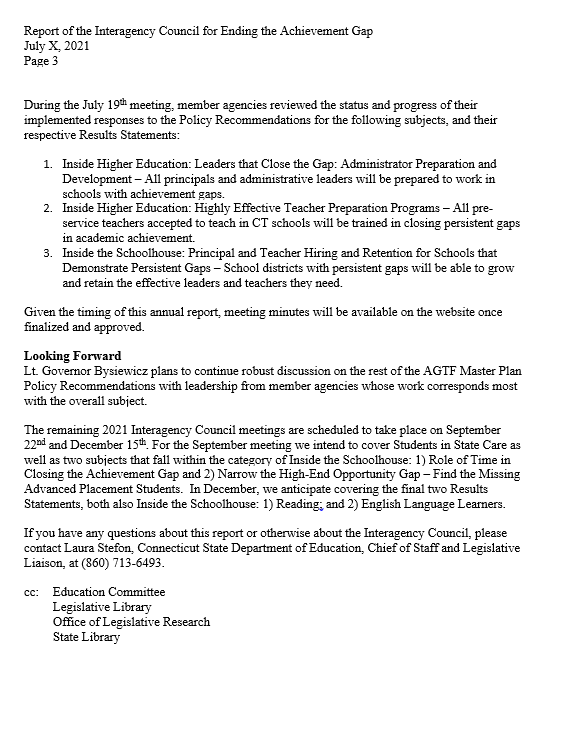 Report of the Interagency Council for Ending the Achievement Gap
July X, 2021
Page 3
During the July 19th meeting, member agencies reviewed the status and progress of their
implemented responses to the Policy Recommendations for the following subjects, and their
respective Results Statements:
1. Inside Higher Education: Leaders that Close the Gap: Administrator Preparation and
Development – All principals and administrative leaders will be prepared to work in
schools with achievement gaps.
2. Inside Higher Education: Highly Effective Teacher Preparation Programs – All pre-
service teachers accepted to teach in CT schools will be trained in closing persistent gaps
in academic achievement.
3. Inside the Schoolhouse: Principal and Teacher Hiring and Retention for Schools that
Demonstrate Persistent Gaps – School districts with persistent gaps will be able to grow
and retain the effective leaders and teachers they need.
Given the timing of this annual report, meeting minutes will be available on the website once
finalized and approved.
Looking Forward
Lt. Governor Bysiewicz plans to continue robust discussion on the rest of the AGTF Master Plan
Policy Recommendations with leadership from member agencies whose work corresponds most
with the overall subject.
The remaining 2021 Interagency Council meetings are scheduled to take place on September
22nd and December 15th. For the September meeting we intend to cover Students in State Care as
well as two subjects that fall within the category of Inside the Schoolhouse: 1) Role of Time in
Closing the Achievement Gap and 2) Narrow the High-End Opportunity Gap – Find the Missing
Advanced Placement Students. In December, we anticipate covering the final two Results
Statements, both also Inside the Schoolhouse: 1) Reading; and 2) English Language Learners.
If you have any questions about this report or otherwise about the Interagency Council, please
contact Laura Stefon, Connecticut State Department of Education, Chief of Staff and Legislative
Liaison, at (860) 713-6493.
cc: Education Committee
Legislative Library
Office of Legislative Research
State Library